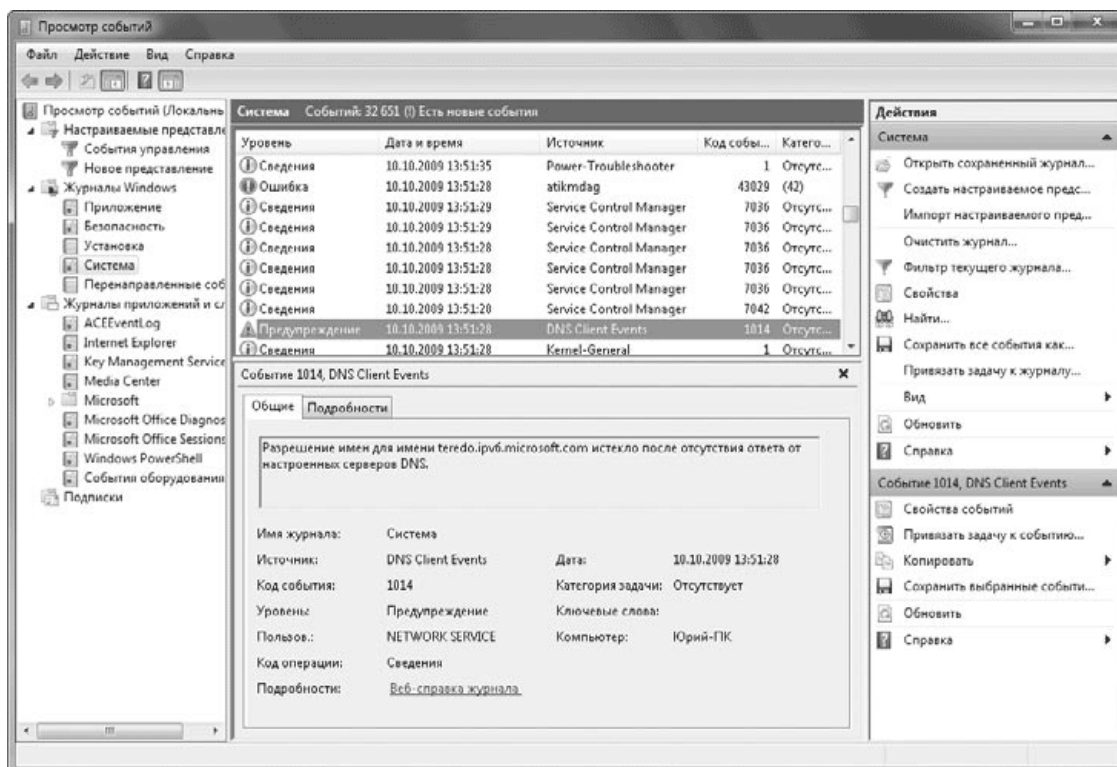 Просмотр событий
Файл Действие Вид Справка
Просмотр событий (Локальнь
Настраиваемые представле
События управления
Новое представление
Журналы Windows
Приложение
Безопасность
Установка
Система
Перенаправленные соб
Журналы приложений и сл
ACEEventLog
Internet Explorer
Key Management Service
Media Center
Microsoft
Microsoft Office Diagnos
Microsoft Office Sessions
Windows PowerShell
События оборудования
Подписки
Система Событий: 32 651 (!) Есть новые события
Уровень Дата и время Источник Код собы... Катего...
Сведения 10.10.2009 13:51:35 Power-Troubleshooter 1 Отсутс...
Ошибка 10.10.2009 13:51:28 atikmdag 43029 (42)
Сведения 10.10.2009 13:51:29 Service Control Manager 7036 Отсутс...
Сведения 10.10.2009 13:51:29 Service Control Manager 7036 Отсутс...
Сведения 10.10.2009 13:51:28 Service Control Manager 7036 Отсутс...
Сведения 10.10.2009 13:51:28 Service Control Manager 7036 Отсутс...
Сведения 10.10.2009 13:51:28 Service Control Manager 7036 Отсутс...
Сведения 10.10.2009 13:51:28 Service Control Manager 7042 Отсутс...
Предупреждение 10.10.2009 13:51:28 DNS Client Events 1014 Отсутс...
Сведения 10.10.2009 13:51:28 Kernel-General 1 Отсутс...
Событие 1014, DNS Client Events
Общие Подробности
Разрешение имен для имени teredo.ipv6.microsoft.com истекло после отсутствия ответа от
настроенных серверов DNS.
Имя журнала: Система
Источник: DNS Client Events Дата: 10.10.2009 13:51:28
Код события: 1014 Категория задачи: Отсутствует
Уровень: Предупреждение Ключевые слова:
Пользов.: NETWORK SERVICE Компьютер: Юрий-ПК
Код операции: Сведения
Подробности: Веб-справка журнала
Действия
Система
Открыть сохраненный журнал...
Создать настраиваемое предс...
Импорт настраиваемого пред...
Очистить журнал...
Фильтр текущего журнала...
Свойства
Найти...
Сохранить все события как...
Привязать задачу к журналу...
Вид
Обновить
Справка
Событие 1014, DNS Client Events
Свойства событий
Привязать задачу к событию...
Копировать
Сохранить выбранные событи...
Обновить
Справка